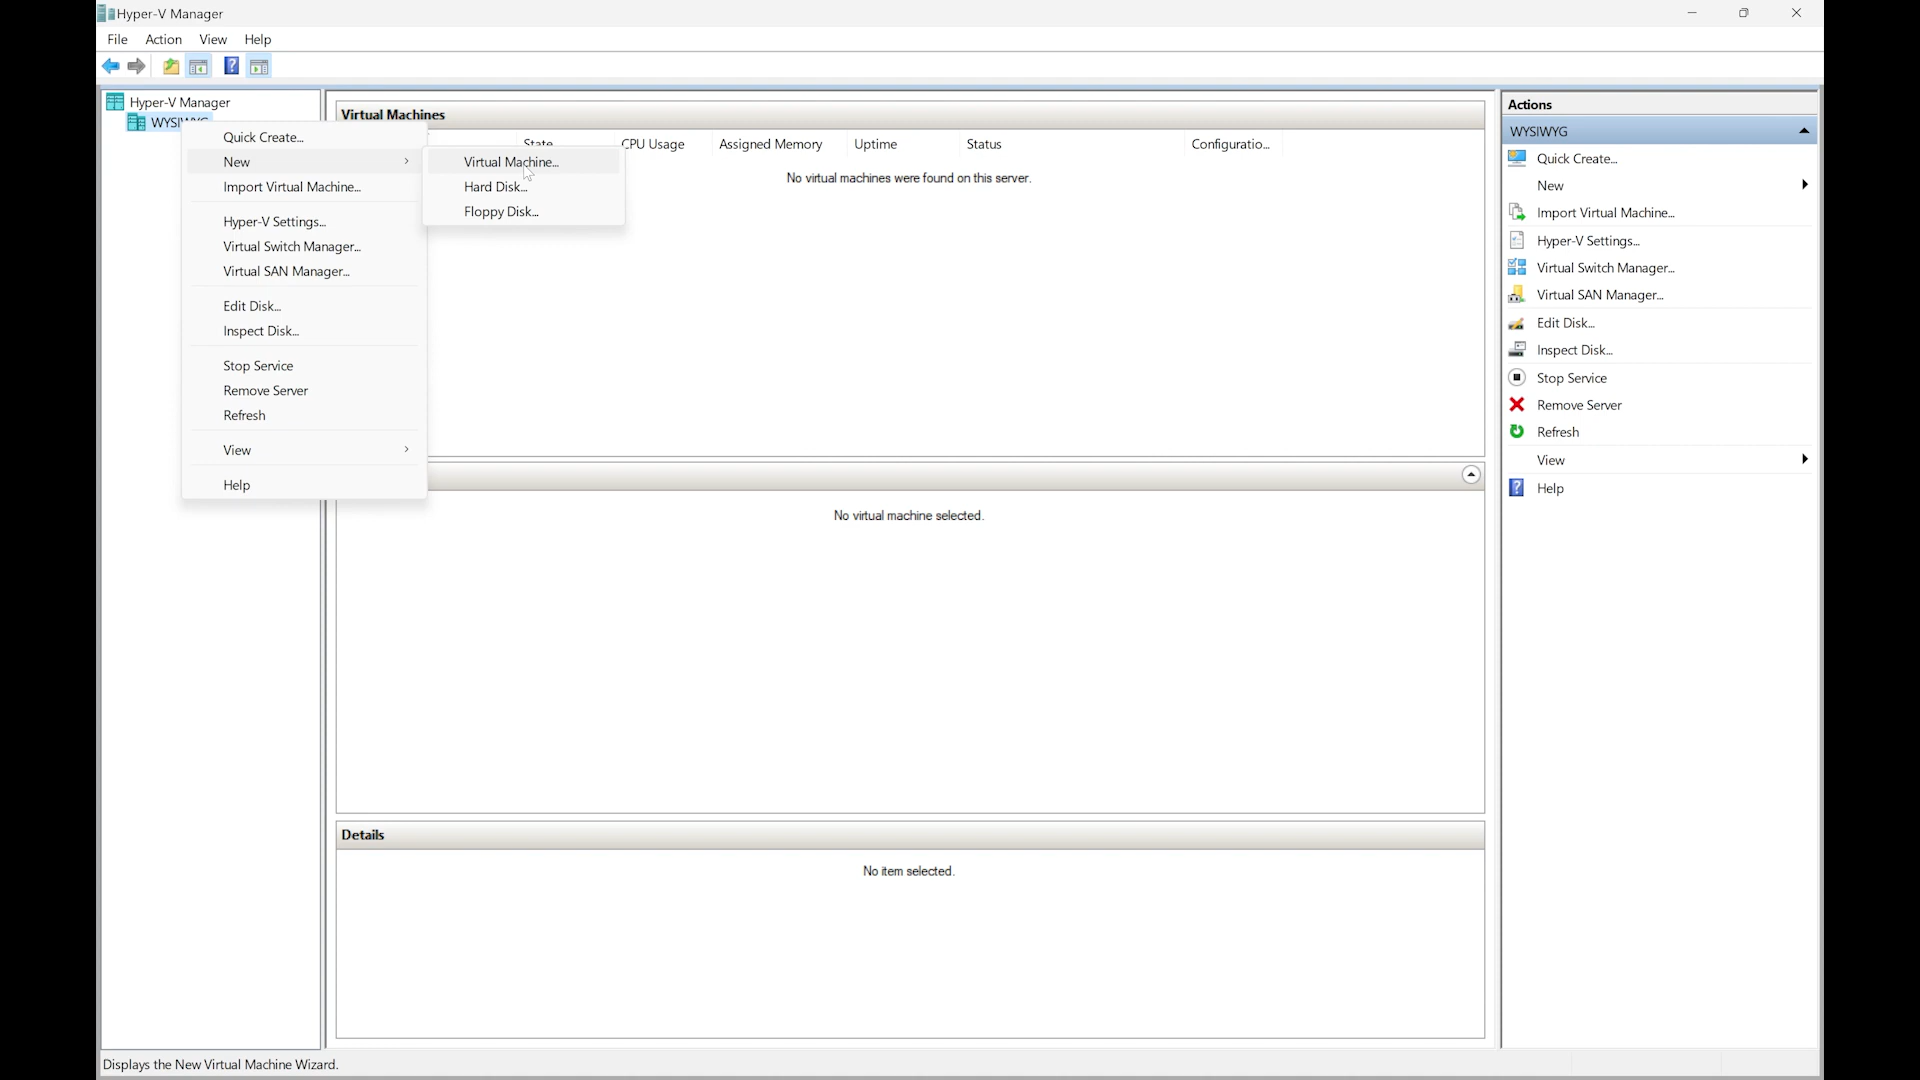 Hyper-V Manager
File Action View Help
Hyper-V Manager
Quick Create...
New
Import Virtual Machine...
Hyper-V Settings...
Virtual Switch Manager...
Virtual SAN Manager...
Edit Disk...
Inspect Disk...
Stop Service
Remove Server
Refresh
View
Help
Virtual Machine...
Hard Disk...
Floppy Disk...
Virtual Machines
State CPU Usage Assigned Memory Uptime Status Configuratio...
No virtual machines were found on this server.
No virtual machine selected.
Details
No item selected.
Actions
WYSIWYG
Quick Create...
New
Import Virtual Machine...
Hyper-V Settings...
Virtual Switch Manager...
Virtual SAN Manager...
Edit Disk...
Inspect Disk...
Stop Service
Remove Server
Refresh
View
Help
Displays the New Virtual Machine Wizard.